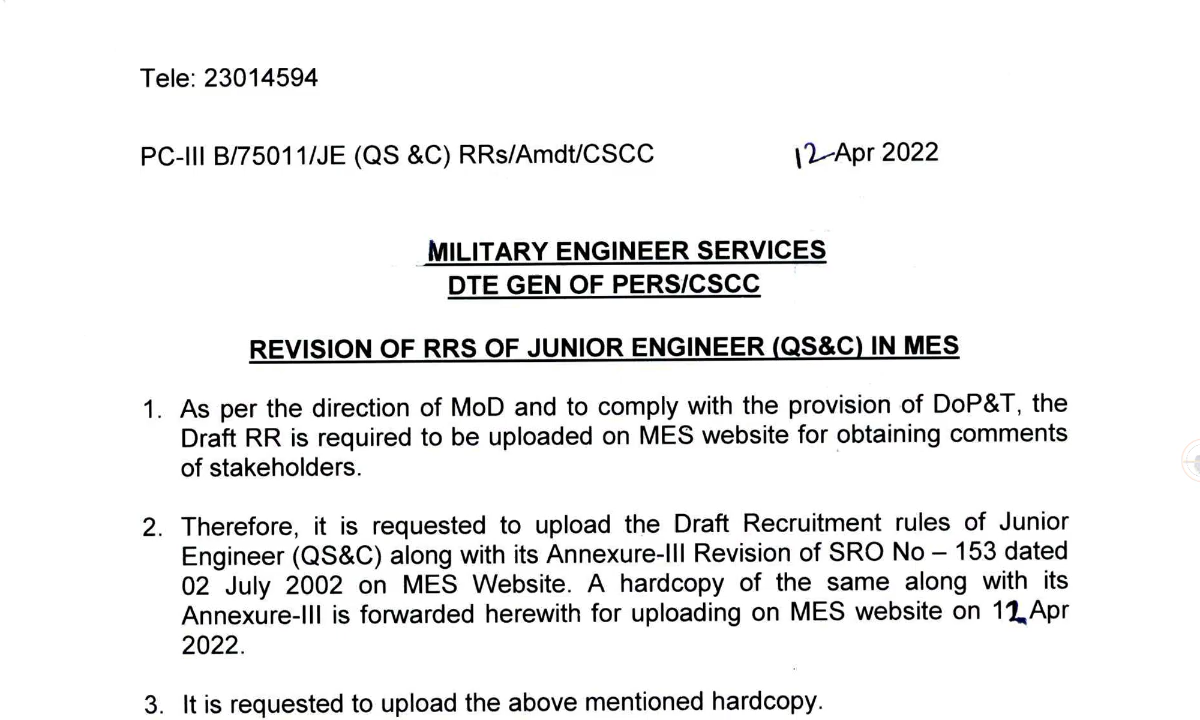 Tele: 23014594
PC-III B/75011/JE (QS &C) RRs/Amdt/CSCC 12 Apr 2022
MILITARY ENGINEER SERVICES
DTE GEN OF PERS/CSCC
REVISION OF RRS OF JUNIOR ENGINEER (QS&C) IN MES
1. As per the direction of MoD and to comply with the provision of DoP&T, the
Draft RR is required to be uploaded on MES website for obtaining comments
of stakeholders.
2. Therefore, it is requested to upload the Draft Recruitment rules of Junior
Engineer (QS&C) along with its Annexure-III Revision of SRO No – 153 dated
02 July 2002 on MES Website. A hardcopy of the same along with its
Annexure-III is forwarded herewith for uploading on MES website on 12 Apr
2022.
3. It is requested to upload the above mentioned hardcopy.